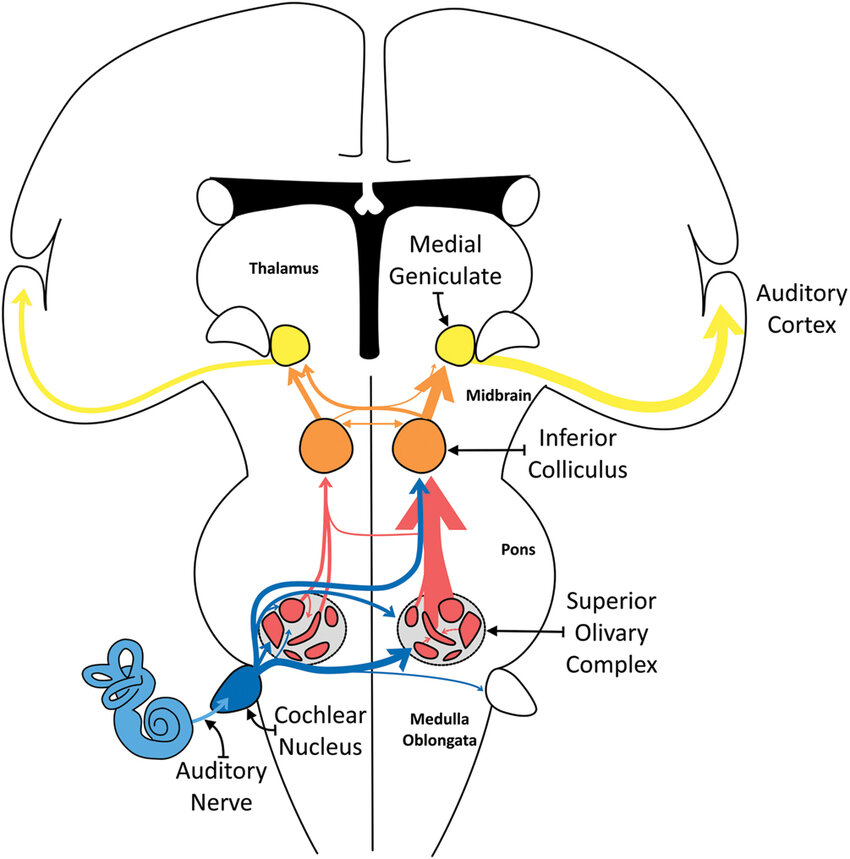 Medial
Geniculate
Thalamus
Auditory
Cortex
Midbrain
Inferior
Colliculus
Pons
Superior
Olivary
Complex
Cochlear
Nucleus
Medulla
Oblongata
Auditory
Nerve